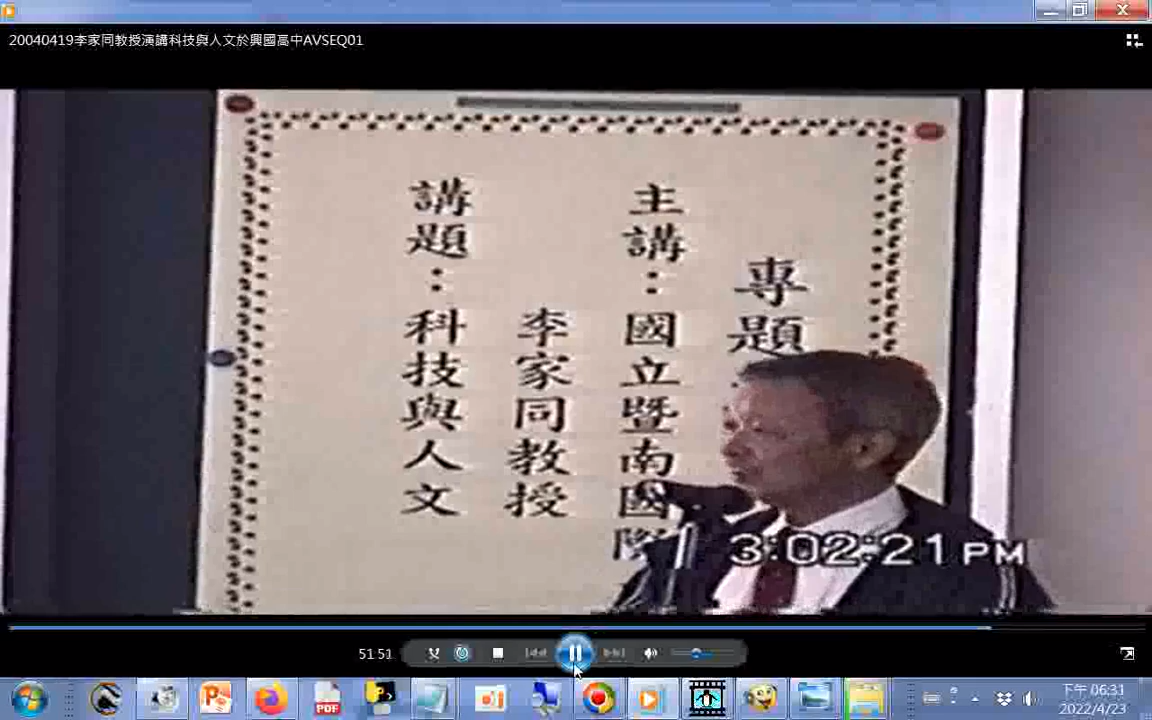 20040419李家同教授演講科技與人文於興國高中AVSEQ01
專題
主講：國立暨南國際
李家同教授
講題：科技與人文
3:02:21 PM
51:51
PDF
下午 06:31
2022/4/23